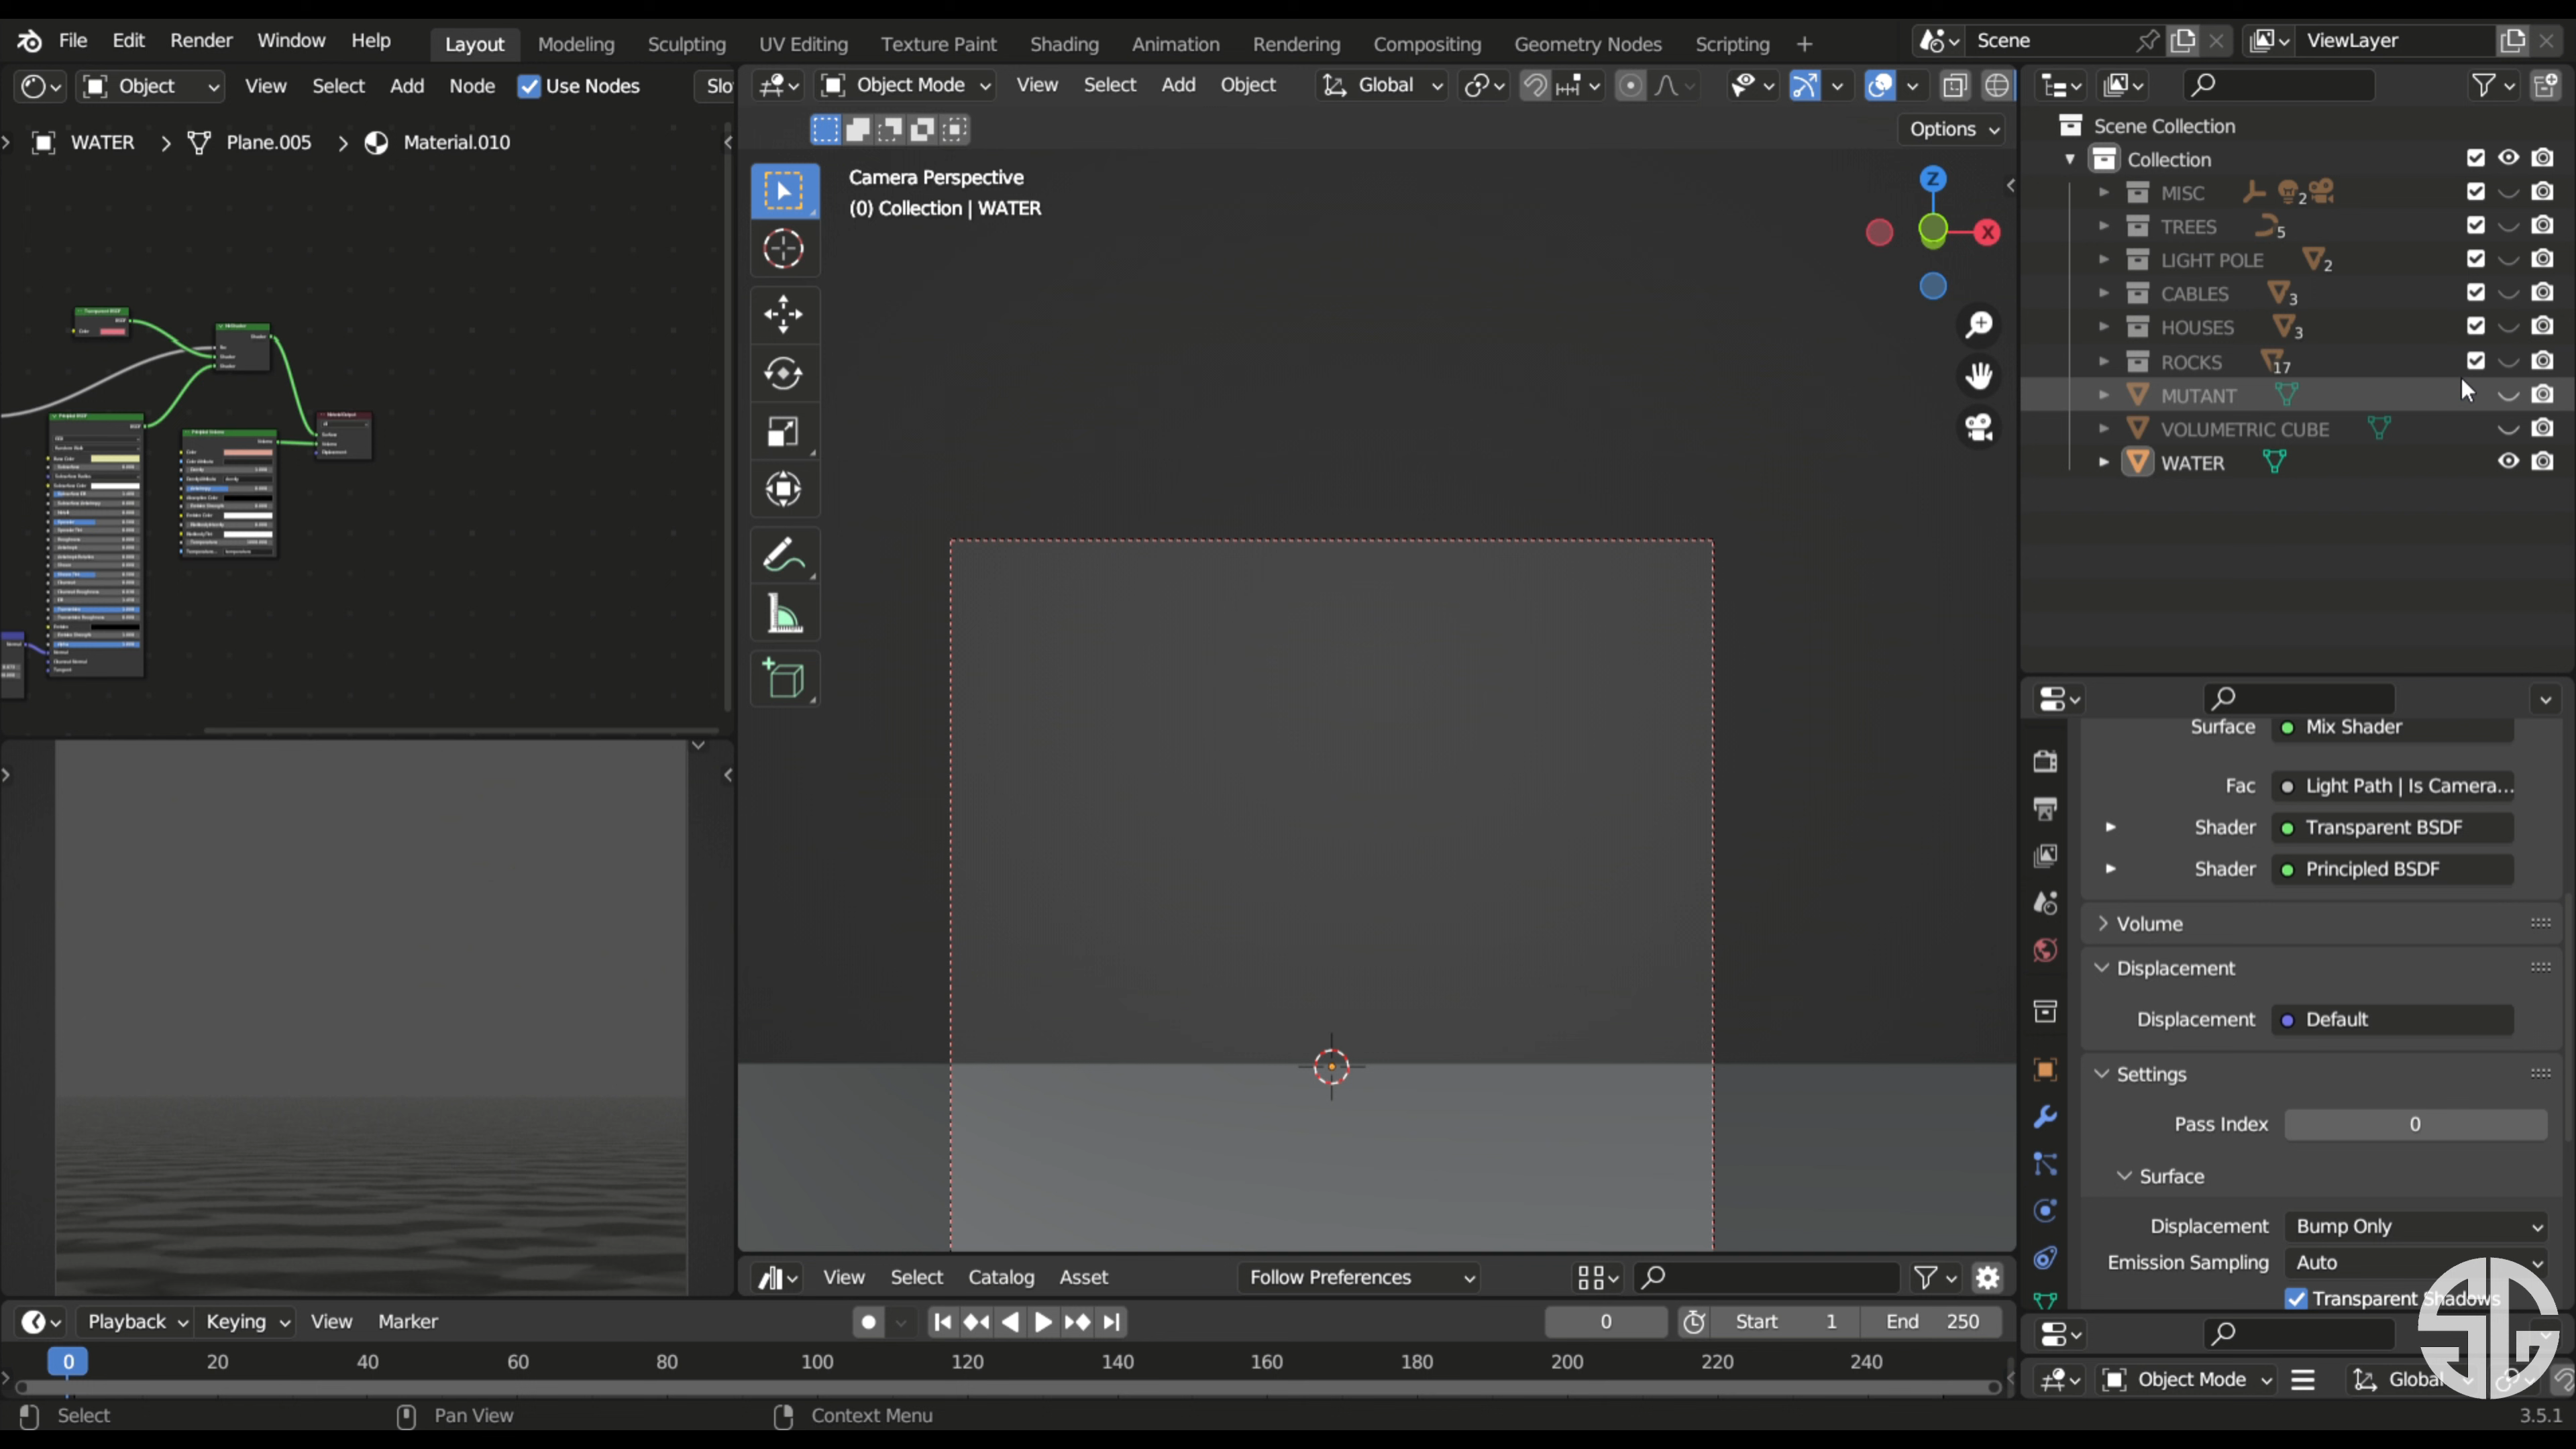 File Edit Render Window Help Layout Modeling Sculpting UV Editing Texture Paint Shading Animation Rendering Compositing Geometry Nodes Scripting + Scene ViewLayer
Object View Select Add Node Use Nodes Slo
Object Mode View Select Add Object Global
WATER > Plane.005 > Material.010
Options
Camera Perspective
(0) Collection | WATER
Z
X
Scene Collection
Collection
MISC 2
TREES 5
LIGHT POLE 2
CABLES 3
HOUSES 3
ROCKS 17
MUTANT
VOLUMETRIC CUBE
WATER
Surface Mix Shader
Fac Light Path | Is Camera...
Shader Transparent BSDF
Shader Principled BSDF
Volume
Displacement
Displacement Default
Settings
Pass Index 0
Surface
Displacement Bump Only
Emission Sampling Auto
Transparent Shadows
View Select Catalog Asset Follow Preferences
Playback Keying View Marker 0 Start 1 End 250
0 20 40 60 80 100 120 140 160 180 200 220 240
Object Mode Global
Select Pan View Context Menu 3.5.1